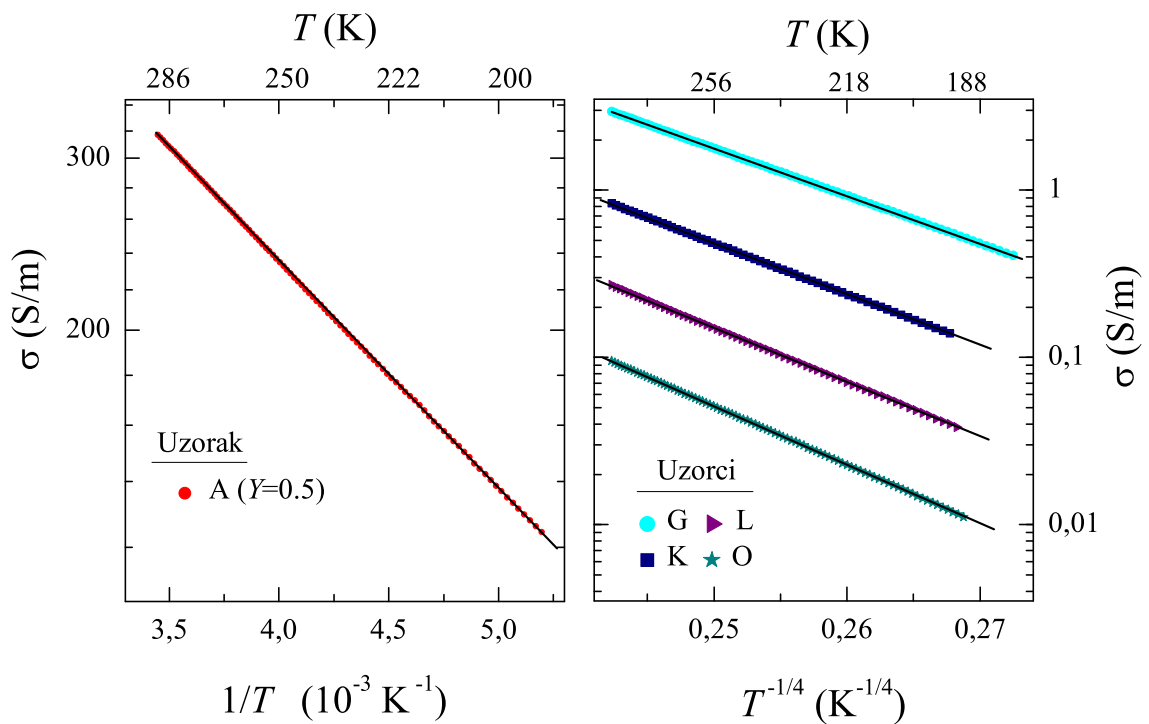 T (K)
286 250 222 200
300
200
σ (S/m)
Uzorak
A (Y=0.5)
3,5 4,0 4,5 5,0
1/T (10⁻³ K⁻¹)
T (K)
256 218 188
1
0,1
0,01
σ (S/m)
Uzorci
G L
K O
0,25 0,26 0,27
T⁻¹/⁴ (K⁻¹/⁴)